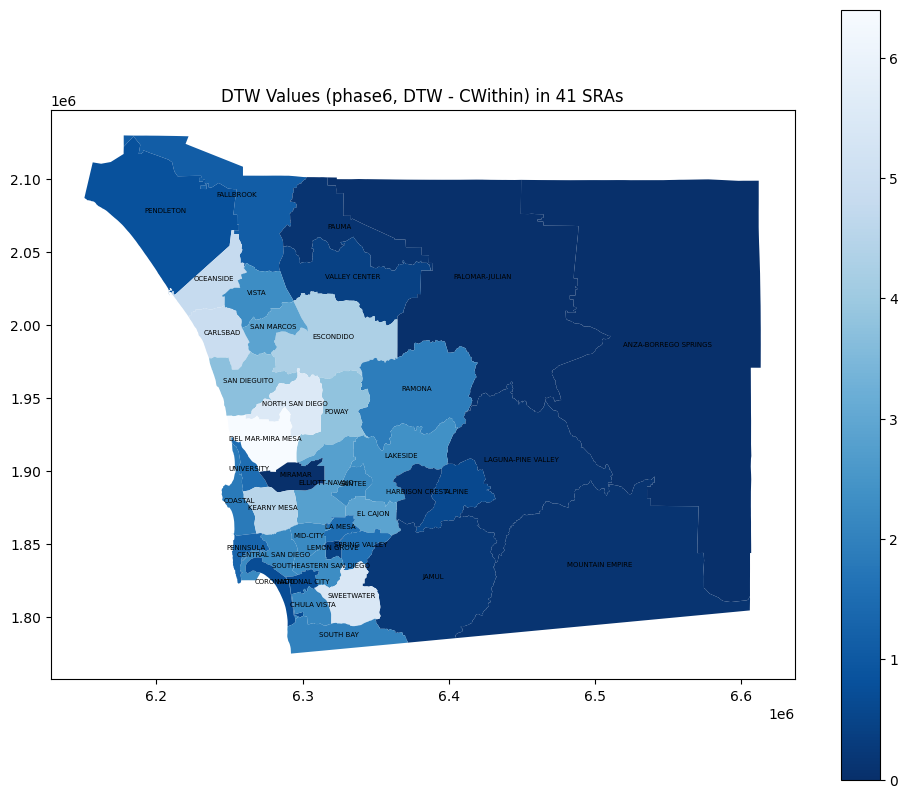 DTW Values (phase6, DTW - CWithin) in 41 SRAs
1e6
2.10
2.05
2.00
1.95
1.90
1.85
1.80
6.2
6.3
6.4
6.5
6.6
1e6
6
5
4
3
2
1
0
FALLBROOK
PENDLETON
PAUMA
OCEANSIDE
VALLEY CENTER
PALOMAR-JULIAN
VISTA
CARLSBAD
SAN MARCOS
ESCONDIDO
ANZA-BORREGO SPRINGS
SAN DIEGUITO
RAMONA
NORTH SAN DIEGO
POWAY
DEL MAR-MIRA MESA
LAKESIDE
LAGUNA-PINE VALLEY
UNIVERSITY
MIRAMAR
ELLIOTT-NAVAJO
SANTEE
HARBISON CREST
ALPINE
COASTAL
KEARNY MESA
EL CAJON
LA MESA
MID-CITY
SPRING VALLEY
PENINSULA
LEMON GROVE
CENTRAL SAN DIEGO
SOUTHEASTERN SAN DIEGO
MOUNTAIN EMPIRE
JAMUL
CORONADO
NATIONAL CITY
SWEETWATER
CHULA VISTA
SOUTH BAY